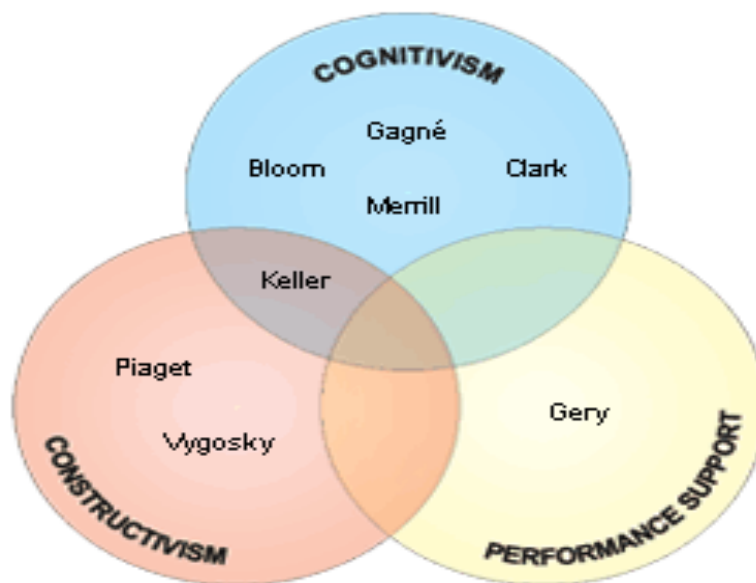 COGNITIVISM
Gagné
Bloom
Clark
Merrill
Keller
Piaget
Gery
Vygosky
CONSTRUCTIVISM
PERFORMANCE SUPPORT